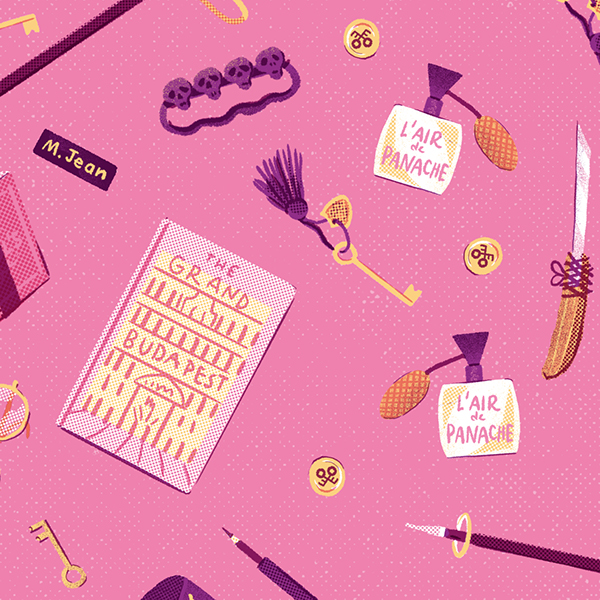 M. Jean
L'AIR
de
PANACHE
THE
GRAND
BUDAPEST
L'AIR
de
PANACHE